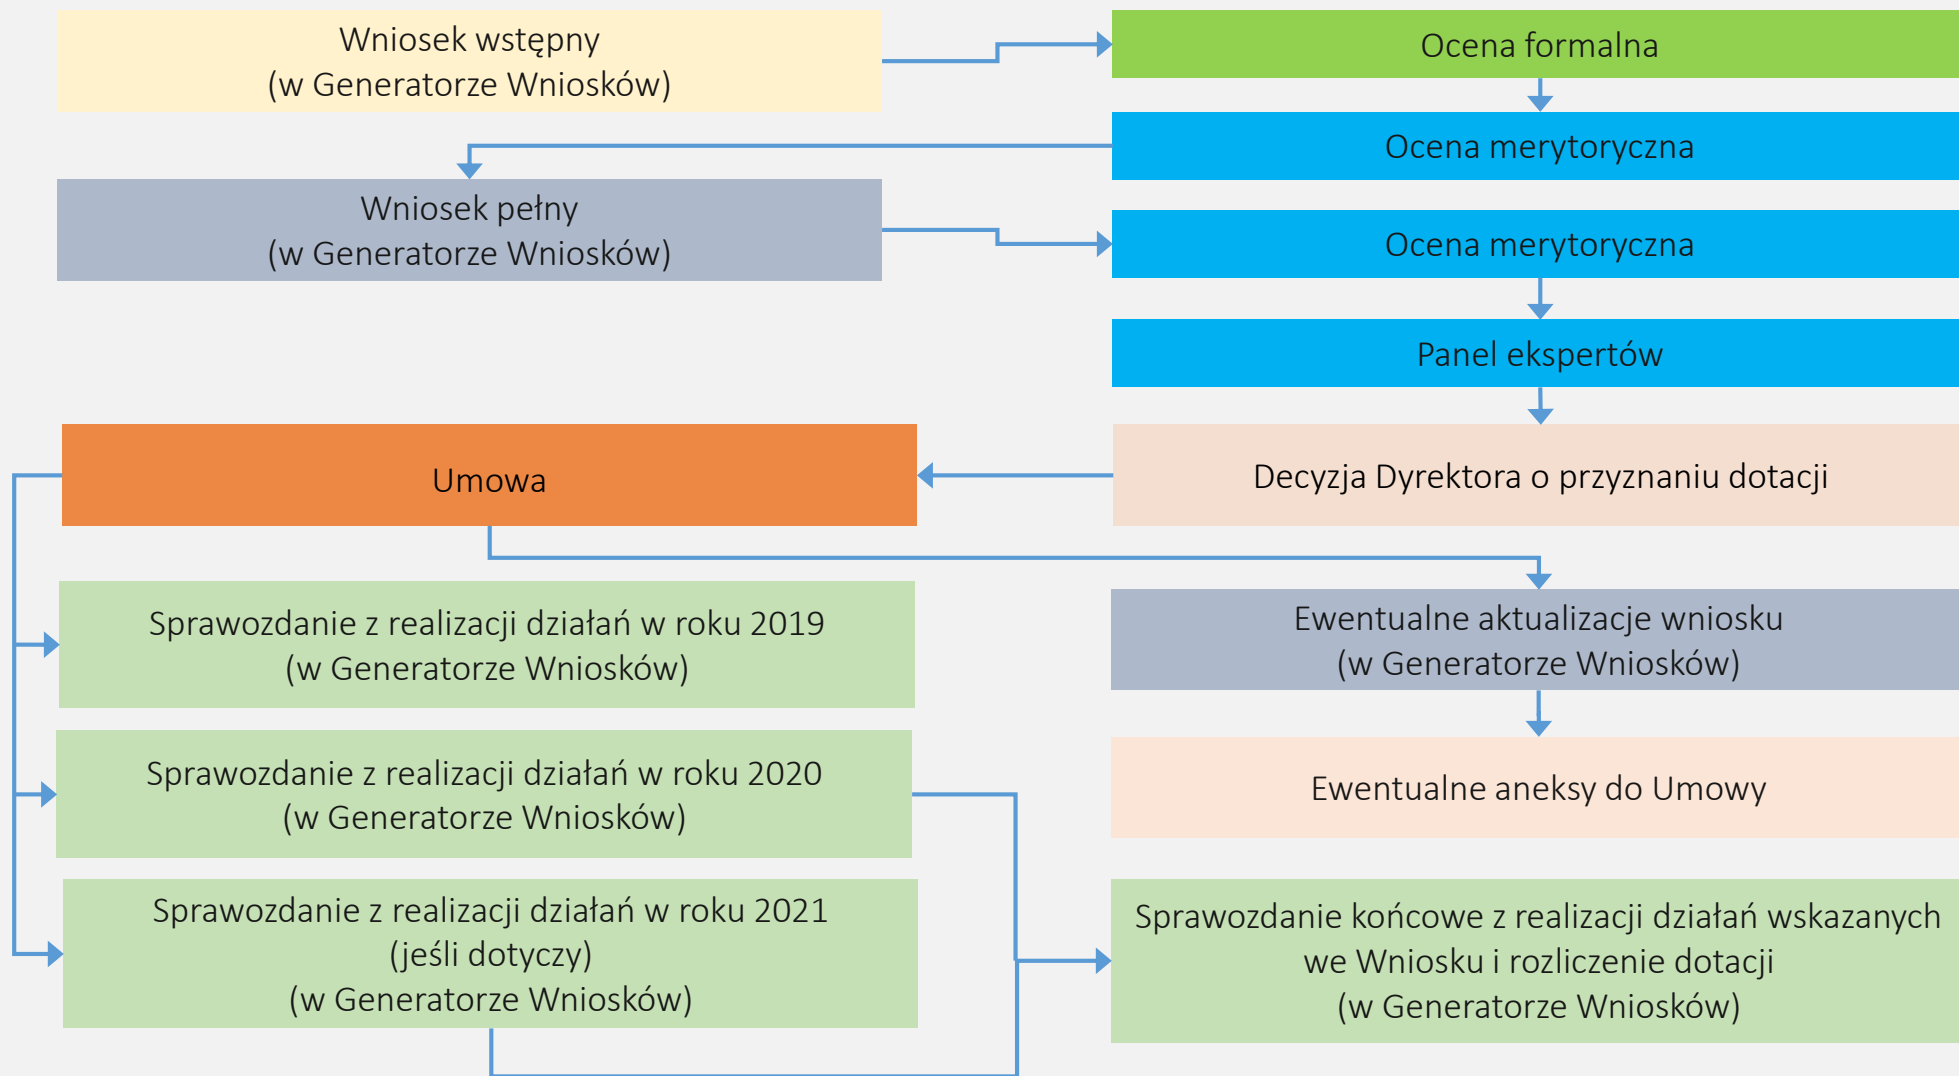 Wniosek wstępny
(w Generatorze Wniosków)
Ocena formalna
Ocena merytoryczna
Wniosek pełny
(w Generatorze Wniosków)
Ocena merytoryczna
Panel ekspertów
Decyzja Dyrektora o przyznaniu dotacji
Umowa
Sprawozdanie z realizacji działań w roku 2019
(w Generatorze Wniosków)
Ewentualne aktualizacje wniosku
(w Generatorze Wniosków)
Sprawozdanie z realizacji działań w roku 2020
(w Generatorze Wniosków)
Ewentualne aneksy do Umowy
Sprawozdanie z realizacji działań w roku 2021
(jeśli dotyczy)
(w Generatorze Wniosków)
Sprawozdanie końcowe z realizacji działań wskazanych
we Wniosku i rozliczenie dotacji
(w Generatorze Wniosków)